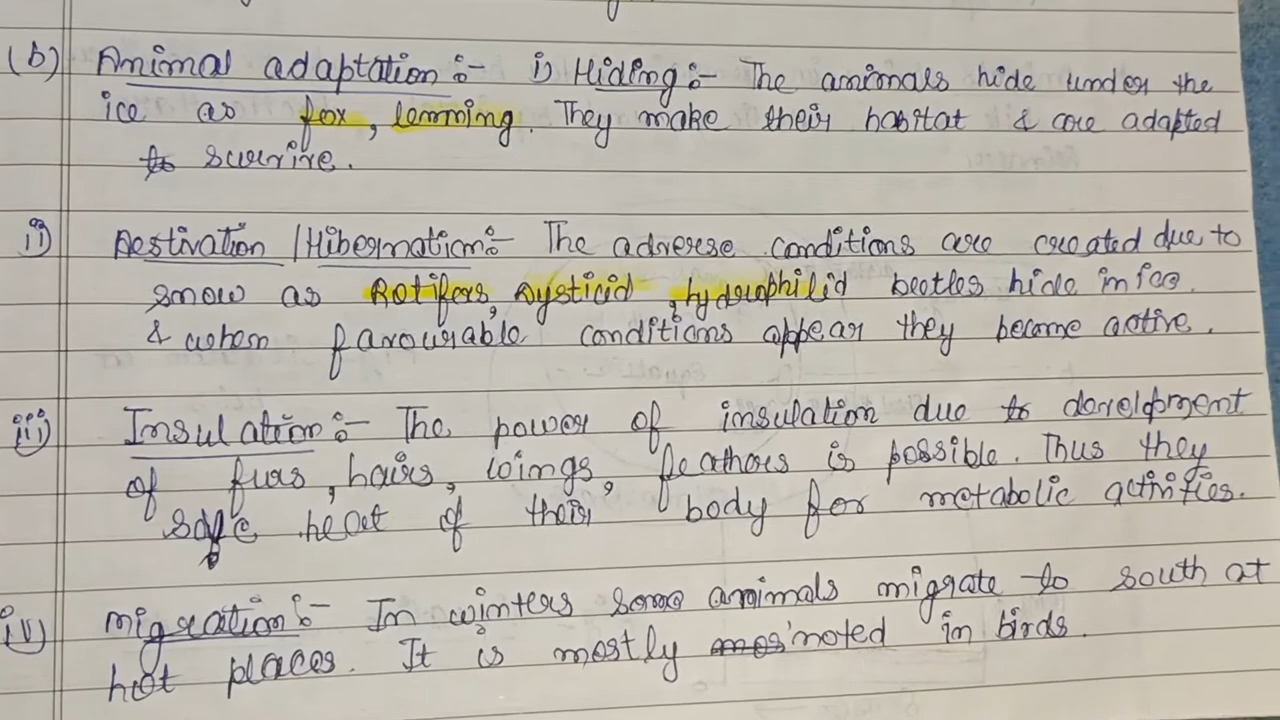 (b) Animal adaptation :- i) Hiding :- The animals hide under the
ice as fox, lemming. They make their habitat & are adapted
to survive.
ii) Aestivation / Hibernation :- The adverse conditions are created due to
snow as Rotifers, Dysticid, hydrophilid beatles hide in ice.
& when favourable conditions appear they become active.
iii) Insulation :- The power of insulation due to development
of furs, hairs, wings, feathers is possible. Thus they
safe heat of their body for metabolic activities.
iv) Migration :- In winters some animals migrate to south at
hot places. It is mostly noted in birds.